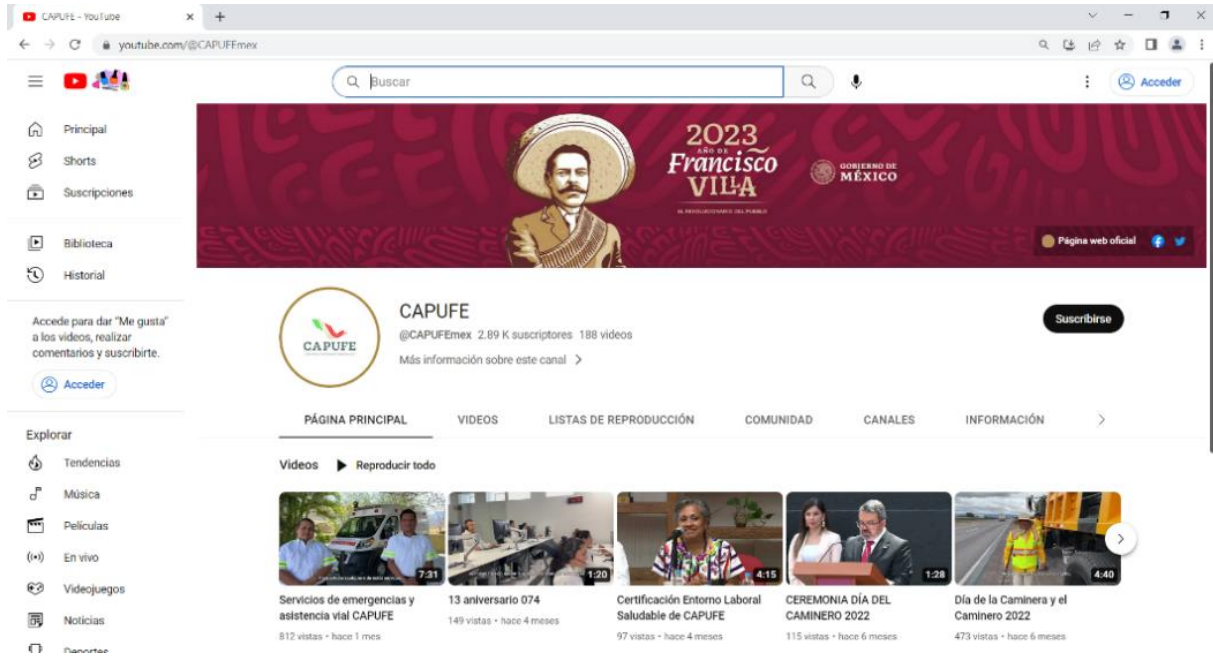 CAPUFE - YouTube
youtube.com/@CAPUFEmex
Buscar
Acceder
Principal
Shorts
Suscripciones
Biblioteca
Historial
Accede para dar "Me gusta"
a los videos, realizar
comentarios y suscribirte.
Acceder
Explorar
Tendencias
Música
Películas
En vivo
Videojuegos
Noticias
Deportes
2023
AÑO DE
Francisco
VILLA
EL REVOLUCIONARIO DEL PUEBLO
GOBIERNO DE
MÉXICO
Página web oficial
CAPUFE
CAPUFE
@CAPUFEmex 2.89 K suscriptores 188 videos
Más información sobre este canal
Suscribirse
PÁGINA PRINCIPAL VIDEOS LISTAS DE REPRODUCCIÓN COMUNIDAD CANALES INFORMACIÓN
Videos Reproducir todo
7:31 1:20 4:15 1:28 4:40
Servicios de emergencias y
asistencia vial CAPUFE
812 vistas • hace 1 mes
13 aniversario 074
149 vistas • hace 4 meses
Certificación Entorno Laboral
Saludable de CAPUFE
97 vistas • hace 4 meses
CEREMONIA DÍA DEL
CAMINERO 2022
115 vistas • hace 6 meses
Día de la Caminera y el
Caminero 2022
473 vistas • hace 6 meses